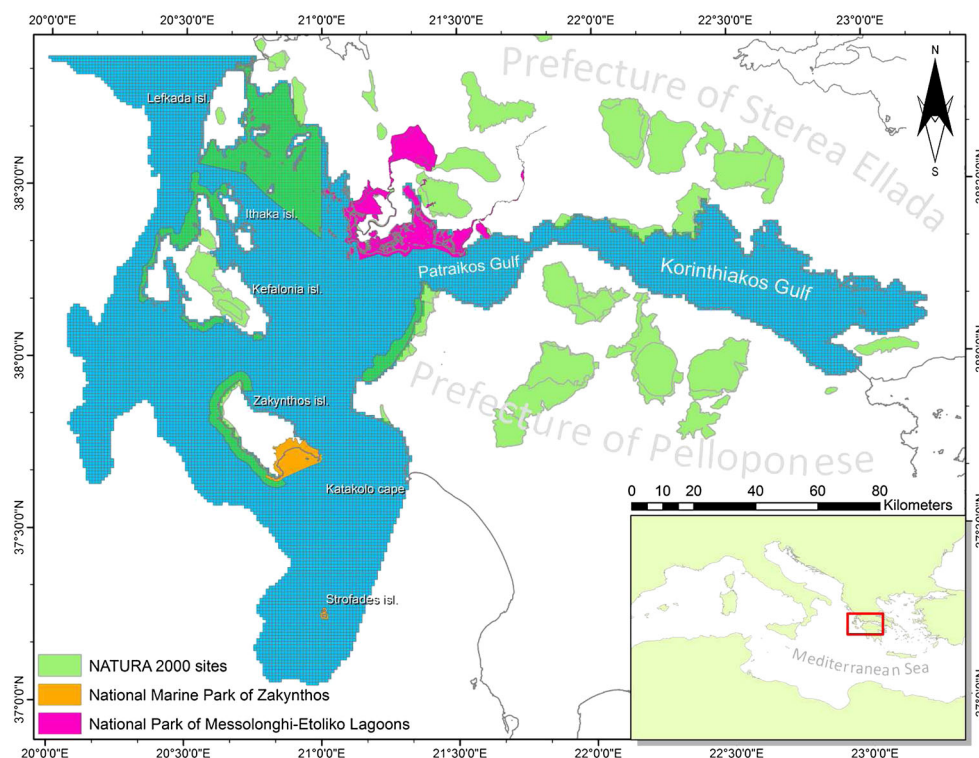 20°0'0"E 20°30'0"E 21°0'0"E 21°30'0"E 22°0'0"E 22°30'0"E 23°0'0"E
Prefecture of Sterea Ellada
N
S
Lefkada isl.
38°30'0"N
Ithaka isl.
Patraikos Gulf
Korinthiakos Gulf
Kefalonia isl.
38°0'0"N
Prefecture of Pelloponese
Zakynthos isl.
Katakolo cape
0 10 20 40 60 80
Kilometers
37°30'0"N
Strofades isl.
Mediterranean Sea
NATURA 2000 sites
National Marine Park of Zakynthos
National Park of Messolonghi-Etoliko Lagoons
37°0'0"N
20°0'0"E 20°30'0"E 21°0'0"E 21°30'0"E 22°0'0"E 22°30'0"E 23°0'0"E